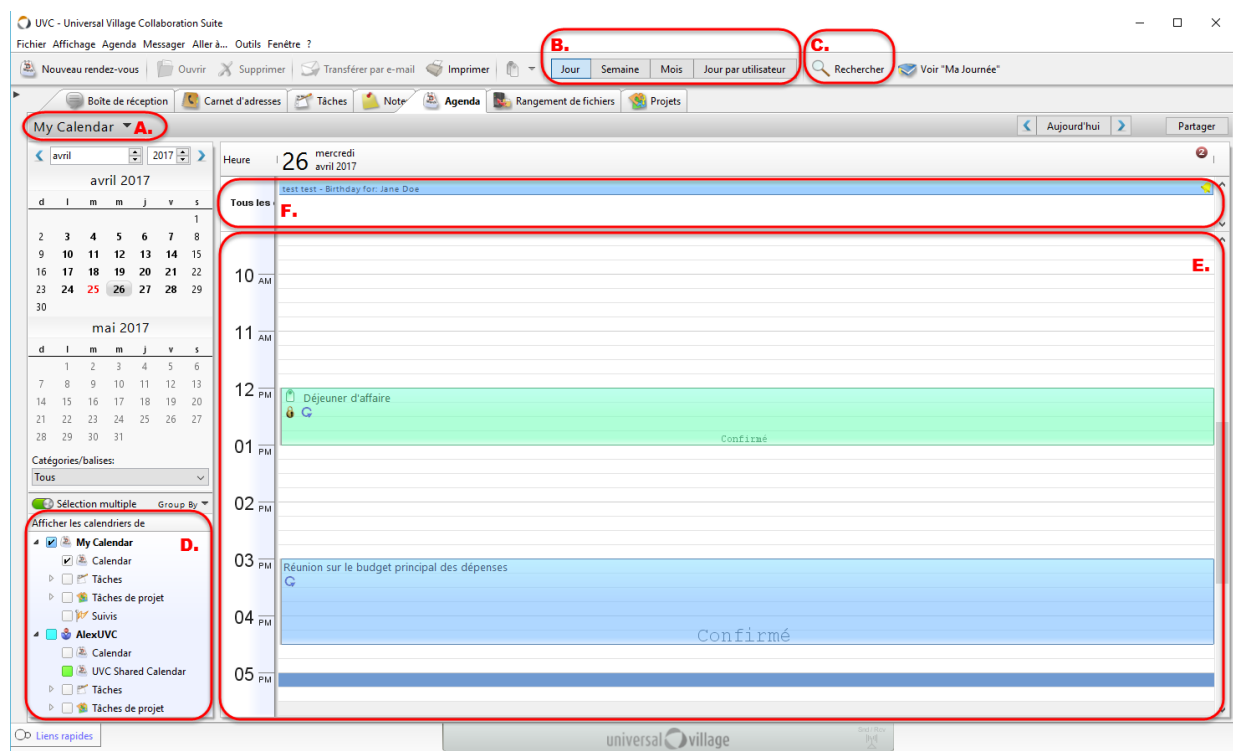 UVC - Universal Village Collaboration Suite
Fichier Affichage Agenda Messager Aller à... Outils Fenêtre ?
B.
C.
Nouveau rendez-vous Ouvrir Supprimer Transférer par e-mail Imprimer Jour Semaine Mois Jour par utilisateur Rechercher Voir "Ma Journée"
Boîte de réception Carnet d'adresses Tâches Note Agenda Rangement de fichiers Projets
My Calendar A. Aujourd'hui Partager
avril 2017
avril 2017
d l m m j v s
1
2 3 4 5 6 7 8
9 10 11 12 13 14 15
16 17 18 19 20 21 22
23 24 25 26 27 28 29
30
mai 2017
d l m m j v s
1 2 3 4 5 6
7 8 9 10 11 12 13
14 15 16 17 18 19 20
21 22 23 24 25 26 27
28 29 30 31
Catégories/balises:
Tous
Sélection multiple Group By
Afficher les calendriers de
D.
My Calendar
Calendar
Tâches
Tâches de projet
Suivis
AlexUVC
Calendar
UVC Shared Calendar
Tâches
Tâches de projet
Heure 26 mercredi
avril 2017
2
test test - Birthday for: Jane Doe
Tous les
F.
E.
10 AM
11 AM
12 PM
Déjeuner d'affaire
Confirmé
01 PM
02 PM
03 PM
Réunion sur le budget principal des dépenses
04 PM
Confirmé
05 PM
Liens rapides
universal village